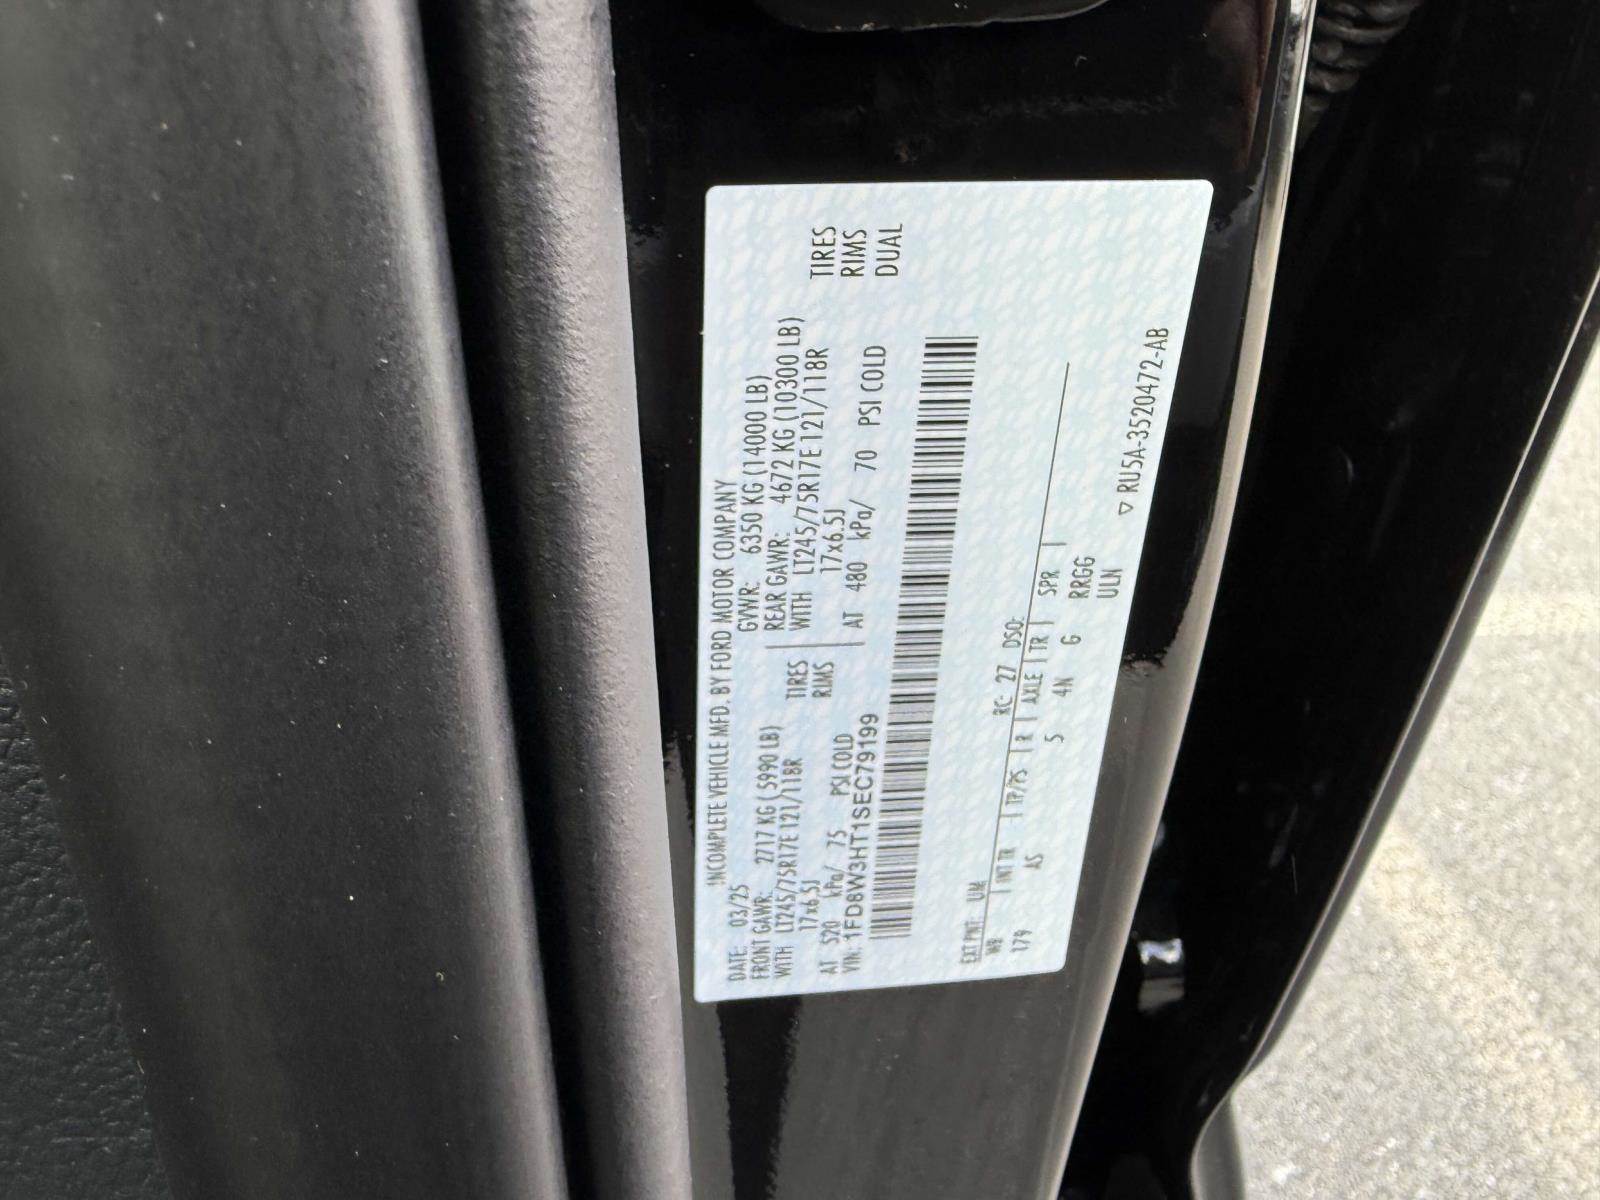 INCOMPLETE VEHICLE MFD. BY FORD MOTOR COMPANY
DATE: 03/25 GVWR: 6350 KG (14000 LB)
FRONT GAWR: 2717 KG ( 5990 LB) REAR GAWR: 4672 KG (10300 LB)
WITH LT245/75R17E 121/118R TIRES WITH LT245/75R17E 121/118R TIRES
17x6.5J RIMS 17x6.5J RIMS
AT 520 kPa/ 75 PSI COLD AT 480 kPa/ 70 PSI COLD DUAL
VIN: 1FD8W3HT1SEC79199
EXT PNT: UM RC: 27 DSO:
WB INT TR TP/PS R AXLE TR SPR
179 AS 5 4N G RRGG
ULN
▽ RU5A-3520472-AB